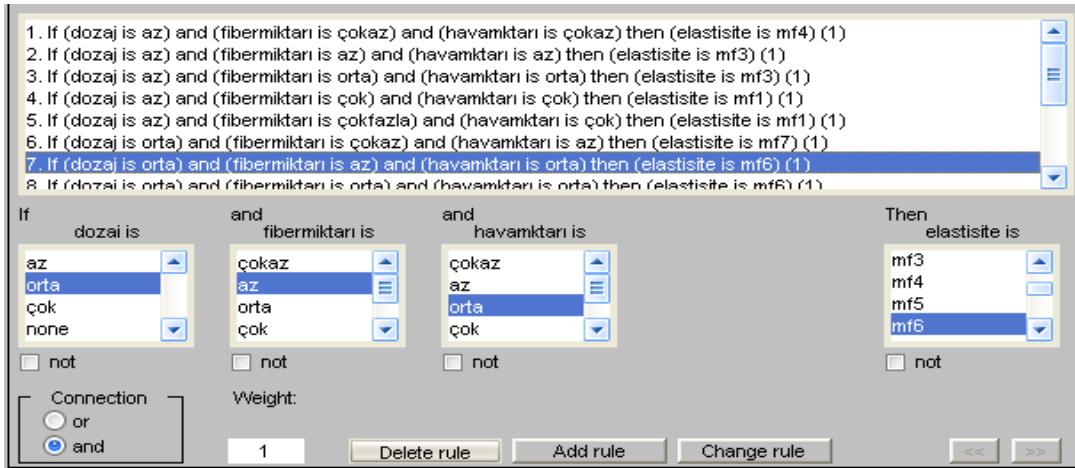 1. If (dozaj is az) and (fibermiktarı is çokaz) and (havamktarı is çokaz) then (elastisite is mf4) (1)
2. If (dozaj is az) and (fibermiktarı is az) and (havamktarı is az) then (elastisite is mf3) (1)
3. If (dozaj is az) and (fibermiktarı is orta) and (havamktarı is orta) then (elastisite is mf3) (1)
4. If (dozaj is az) and (fibermiktarı is çok) and (havamktarı is çok) then (elastisite is mf1) (1)
5. If (dozaj is az) and (fibermiktarı is çokfazla) and (havamktarı is çok) then (elastisite is mf1) (1)
6. If (dozaj is orta) and (fibermiktarı is çokaz) and (havamktarı is az) then (elastisite is mf7) (1)
7. If (dozaj is orta) and (fibermiktarı is az) and (havamktarı is orta) then (elastisite is mf6) (1)
8. If (dozaj is orta) and (fibermiktarı is orta) and (havamktarı is orta) then (elastisite is mf6) (1)
If and and Then
dozaj is fibermiktarı is havamktarı is elastisite is
az çokaz çokaz mf3
orta az az mf4
çok orta orta mf5
none çok çok mf6
not not not not
Connection Weight:
or
and 1 Delete rule Add rule Change rule << >>